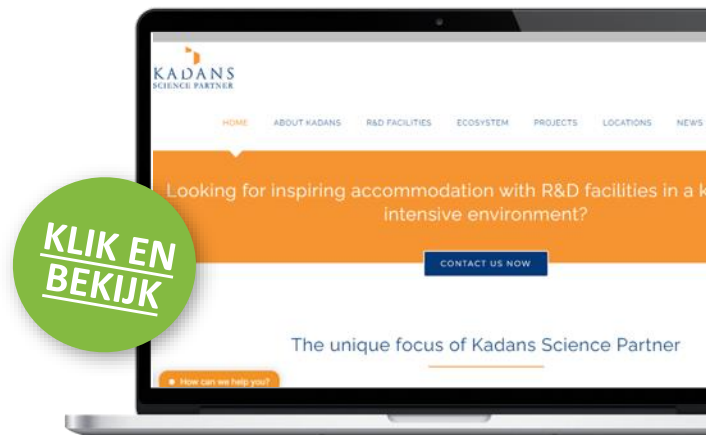 KADANS
SCIENCE PARTNER
HOME ABOUT KADANS R&D FACILITIES ECOSYSTEM PROJECTS LOCATIONS NEWS
Looking for inspiring accommodation with R&D facilities in a k
intensive environment?
CONTACT US NOW
KLIK EN
BEKIJK
The unique focus of Kadans Science Partner
How can we help you?